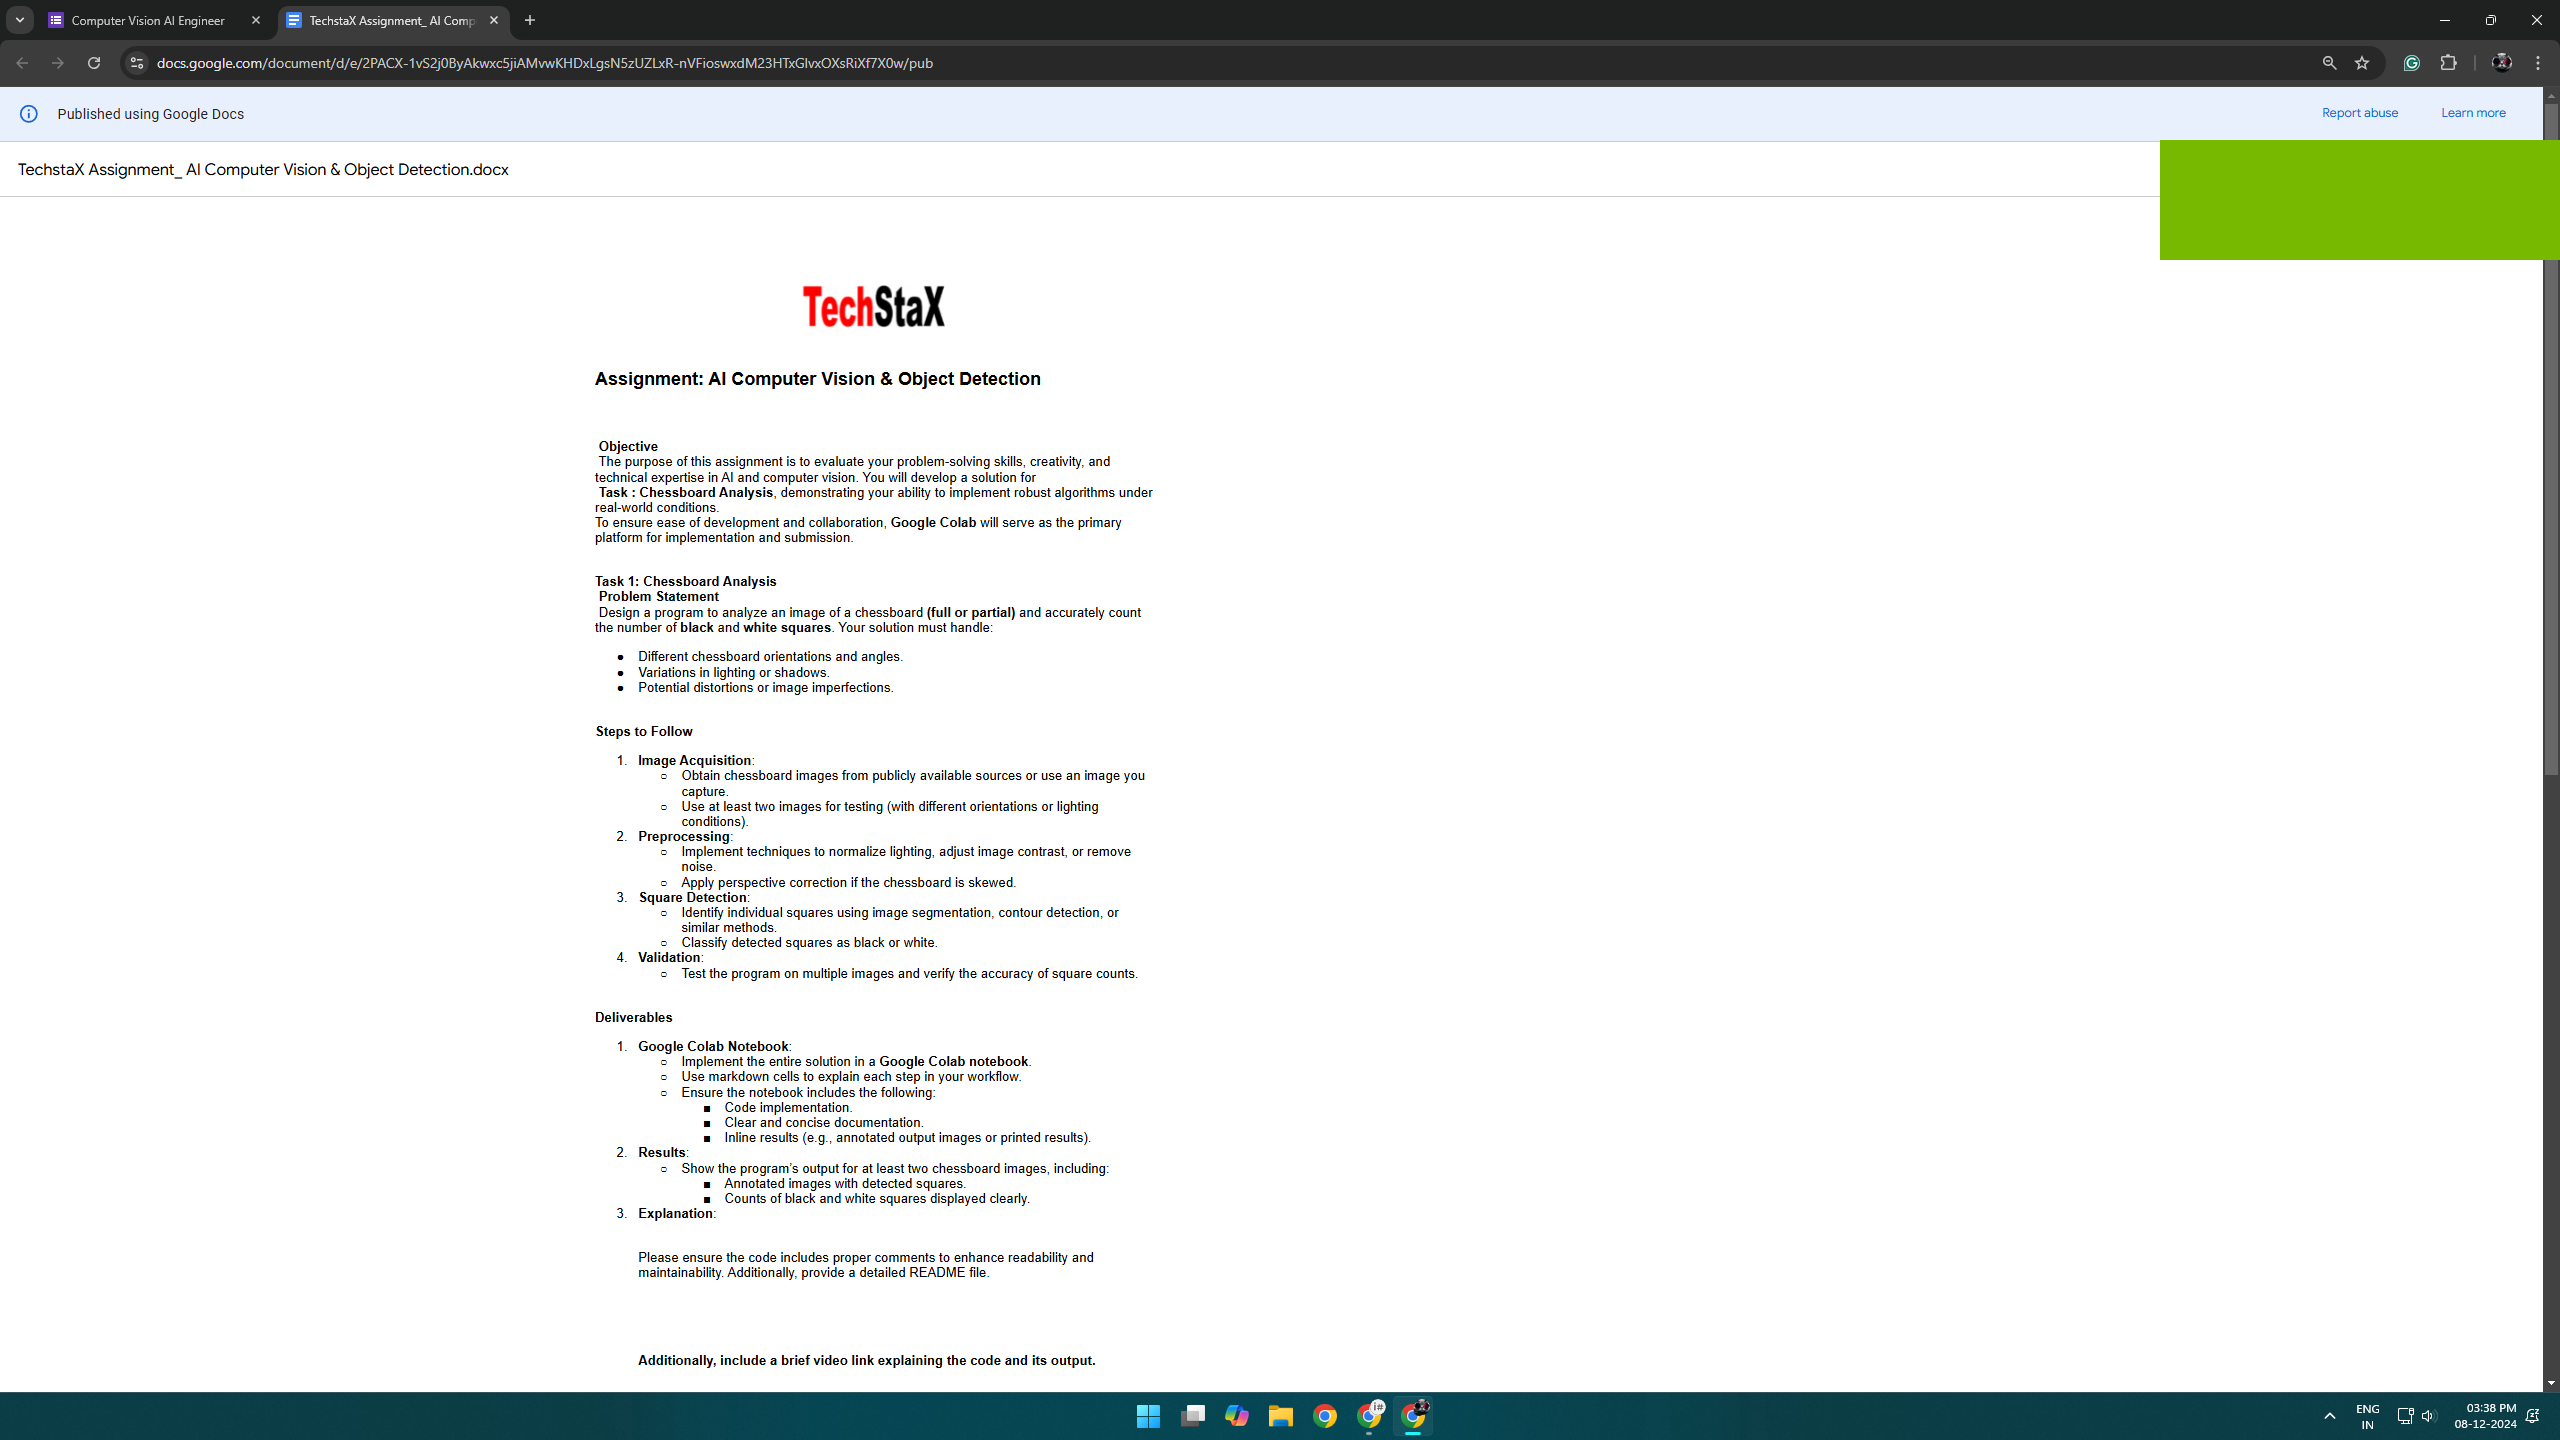 Computer Vision AI Engineer
TechstaX Assignment_ AI Comp
docs.google.com/document/d/e/2PACX-1vS2j0ByAkwxc5jiAMvwKHDxLgsN5zUZLxR-nVFioswxdM23HTxGlvxOXsRiXf7X0w/pub
Published using Google Docs
Report abuse
Learn more
TechstaX Assignment_ AI Computer Vision & Object Detection.docx
TechStaX
Assignment: AI Computer Vision & Object Detection
Objective
The purpose of this assignment is to evaluate your problem-solving skills, creativity, and
technical expertise in AI and computer vision. You will develop a solution for
Task : Chessboard Analysis, demonstrating your ability to implement robust algorithms under
real-world conditions.
To ensure ease of development and collaboration, Google Colab will serve as the primary
platform for implementation and submission.
Task 1: Chessboard Analysis
Problem Statement
Design a program to analyze an image of a chessboard (full or partial) and accurately count
the number of black and white squares. Your solution must handle:
● Different chessboard orientations and angles.
● Variations in lighting or shadows.
● Potential distortions or image imperfections.
Steps to Follow
1. Image Acquisition:
○ Obtain chessboard images from publicly available sources or use an image you
capture.
○ Use at least two images for testing (with different orientations or lighting
conditions).
2. Preprocessing:
○ Implement techniques to normalize lighting, adjust image contrast, or remove
noise.
○ Apply perspective correction if the chessboard is skewed.
3. Square Detection:
○ Identify individual squares using image segmentation, contour detection, or
similar methods.
○ Classify detected squares as black or white.
4. Validation:
○ Test the program on multiple images and verify the accuracy of square counts.
Deliverables
1. Google Colab Notebook:
○ Implement the entire solution in a Google Colab notebook.
○ Use markdown cells to explain each step in your workflow.
○ Ensure the notebook includes the following:
■ Code implementation.
■ Clear and concise documentation.
■ Inline results (e.g., annotated output images or printed results).
2. Results:
○ Show the program's output for at least two chessboard images, including:
■ Annotated images with detected squares.
■ Counts of black and white squares displayed clearly.
3. Explanation:
Please ensure the code includes proper comments to enhance readability and
maintainability. Additionally, provide a detailed README file.
Additionally, include a brief video link explaining the code and its output.
i#
ENG
IN
03:38 PM
08-12-2024